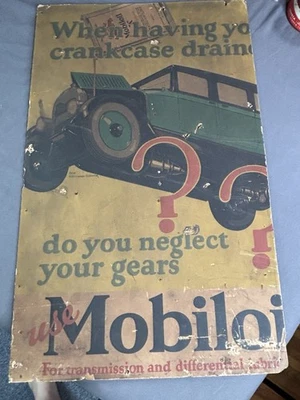 When having yo
crankcase draine
?
?
do you neglect
your gears
use
Mobiloi
For transmission and differential lubric